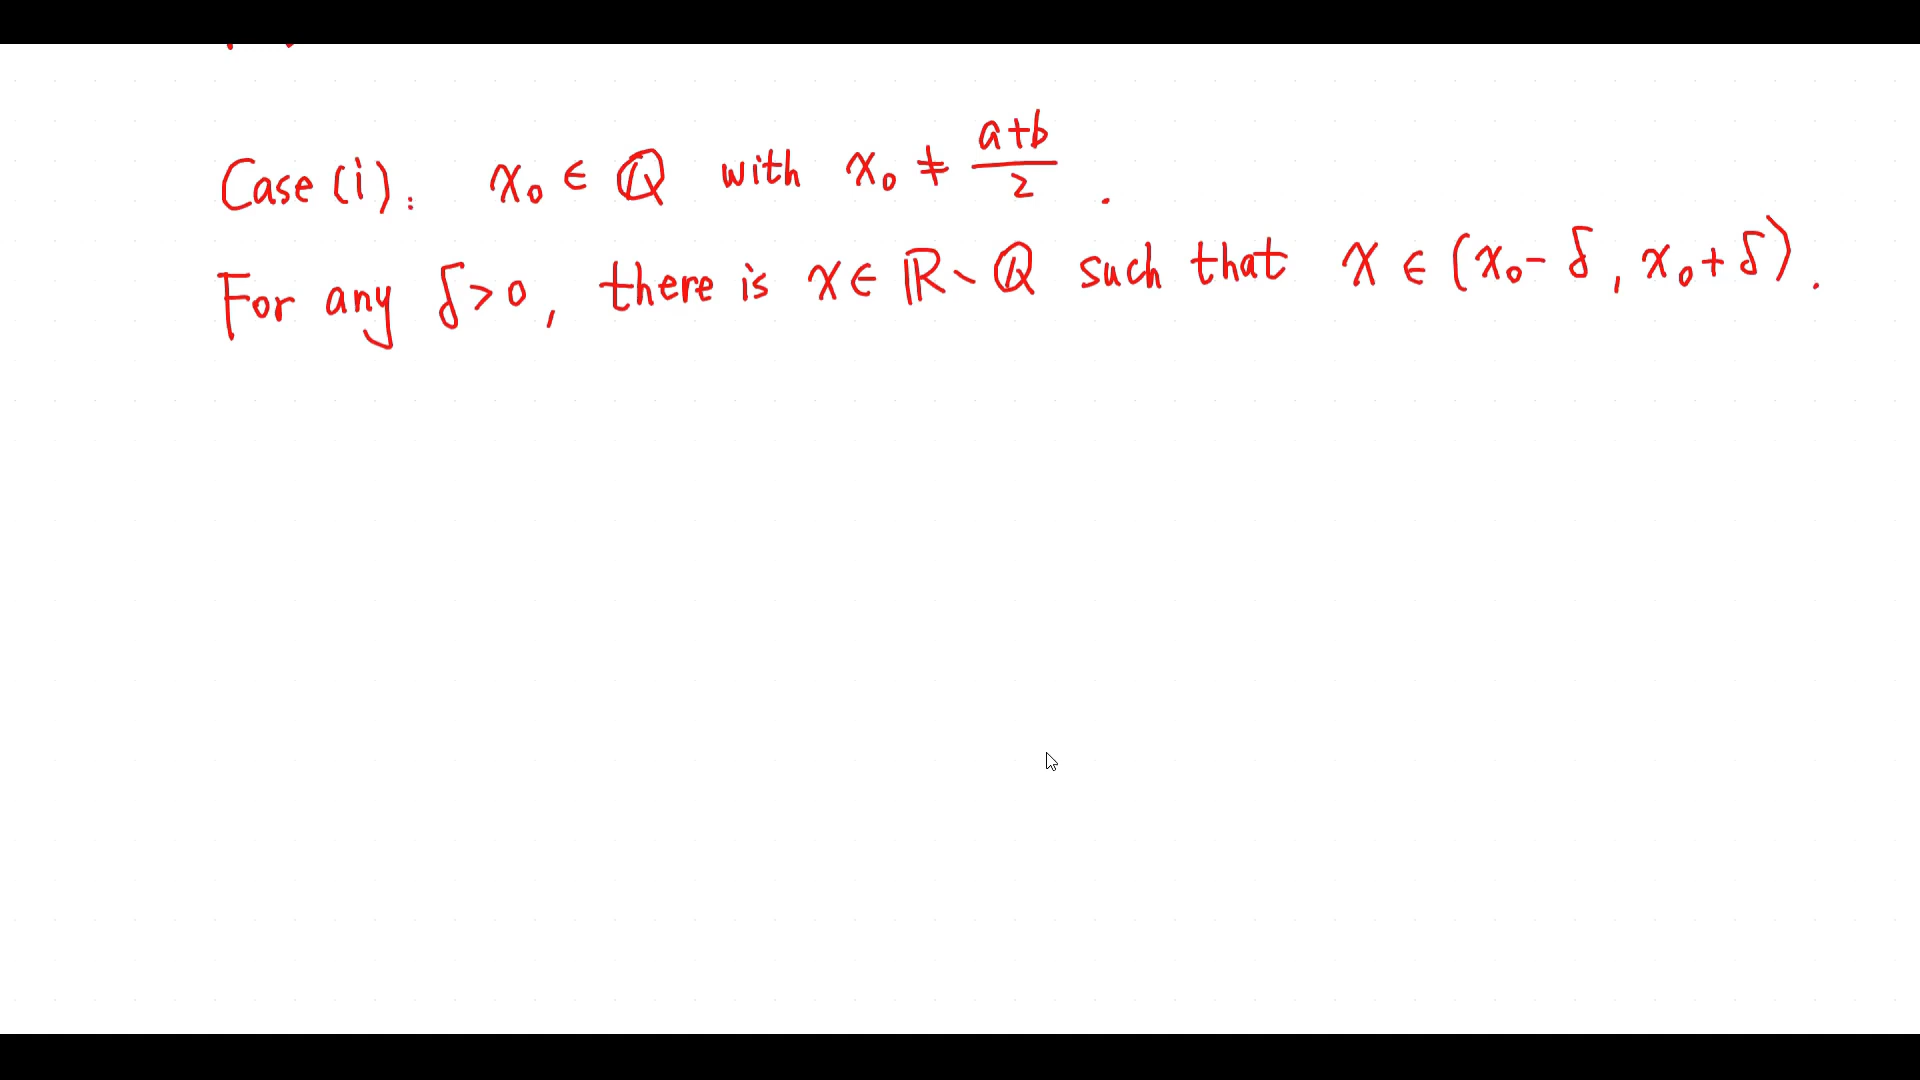 Case (i): x₀ ∈ ℚ with x₀ ≠ (a+b)/2 .
For any δ>0, there is x ∈ ℝ∖ℚ such that x ∈ (x₀-δ, x₀+δ).